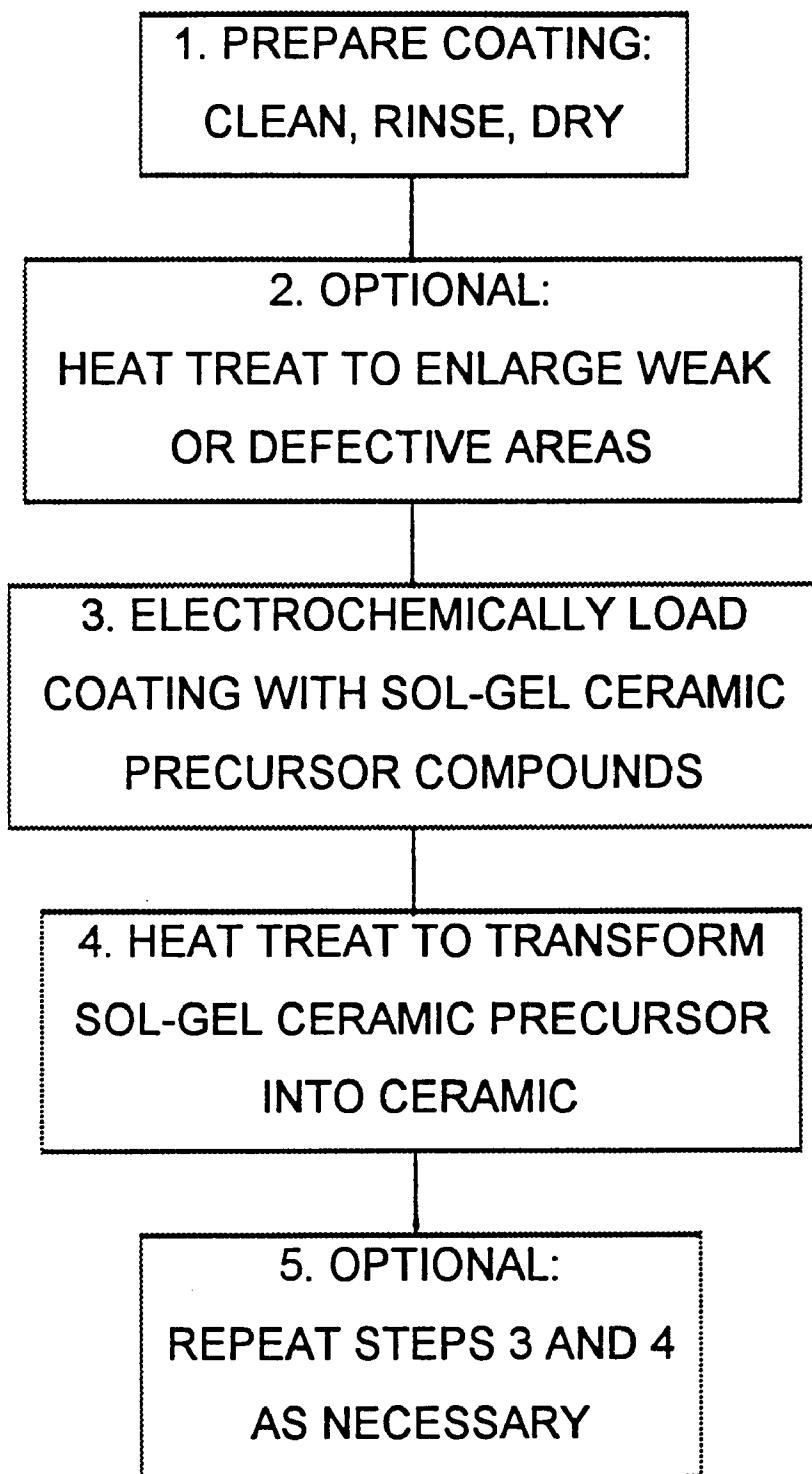 1. PREPARE COATING:
CLEAN, RINSE, DRY
2. OPTIONAL:
HEAT TREAT TO ENLARGE WEAK
OR DEFECTIVE AREAS
3. ELECTROCHEMICALLY LOAD
COATING WITH SOL-GEL CERAMIC
PRECURSOR COMPOUNDS
4. HEAT TREAT TO TRANSFORM
SOL-GEL CERAMIC PRECURSOR
INTO CERAMIC
5. OPTIONAL:
REPEAT STEPS 3 AND 4
AS NECESSARY